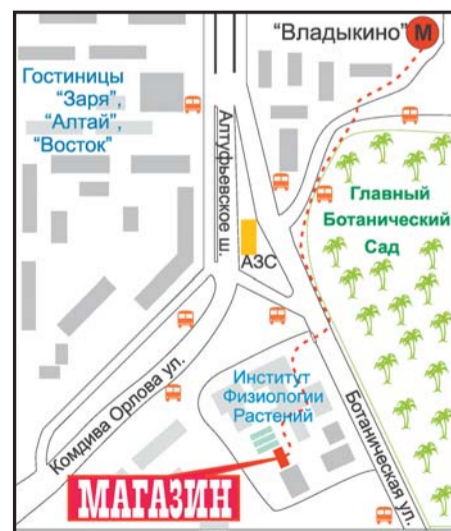 “Владыкино” М
Гостиницы
“Заря”,
“Алтай”,
“Восток”
Алтуфьевское ш.
Главный
Ботанический
Сад
АЗС
Комдива Орлова ул.
Институт
Физиологии
Растений
Ботаническая ул.
МАГАЗИН